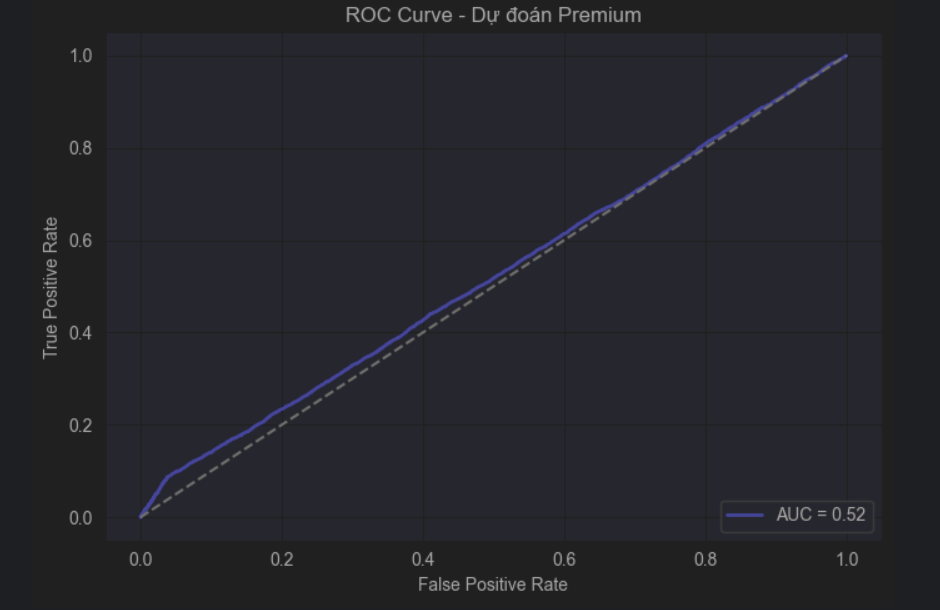 ROC Curve - Dự đoán Premium
True Positive Rate
1.0
0.8
0.6
0.4
0.2
0.0
AUC = 0.52
0.0 0.2 0.4 0.6 0.8 1.0
False Positive Rate